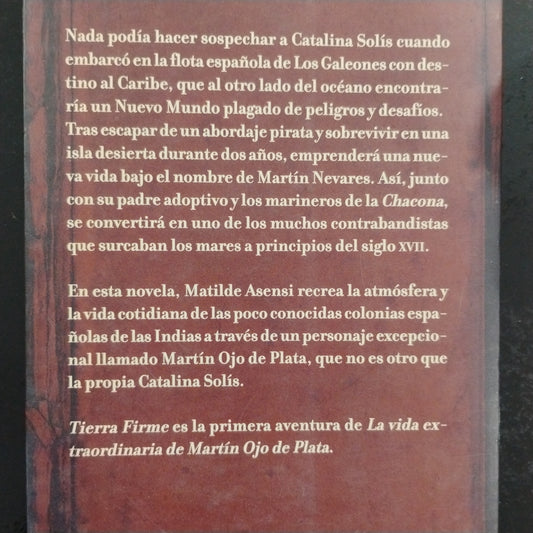 Nada podía hacer sospechar a Catalina Solís cuando
embarcó en la flota española de Los Galeones con des-
tino al Caribe, que al otro lado del océano encontra-
ría un Nuevo Mundo plagado de peligros y desafíos.
Tras escapar de un abordaje pirata y sobrevivir en una
isla desierta durante dos años, emprenderá una nue-
va vida bajo el nombre de Martín Nevares. Así, junto
con su padre adoptivo y los marineros de la Chacona,
se convertirá en uno de los muchos contrabandistas
que surcaban los mares a principios del siglo XVII.
En esta novela, Matilde Asensi recrea la atmósfera y
la vida cotidiana de las poco conocidas colonias espa-
ñolas de las Indias a través de un personaje excepcio-
nal llamado Martín Ojo de Plata, que no es otro que
la propia Catalina Solís.
Tierra Firme es la primera aventura de La vida ex-
traordinaria de Martín Ojo de Plata.